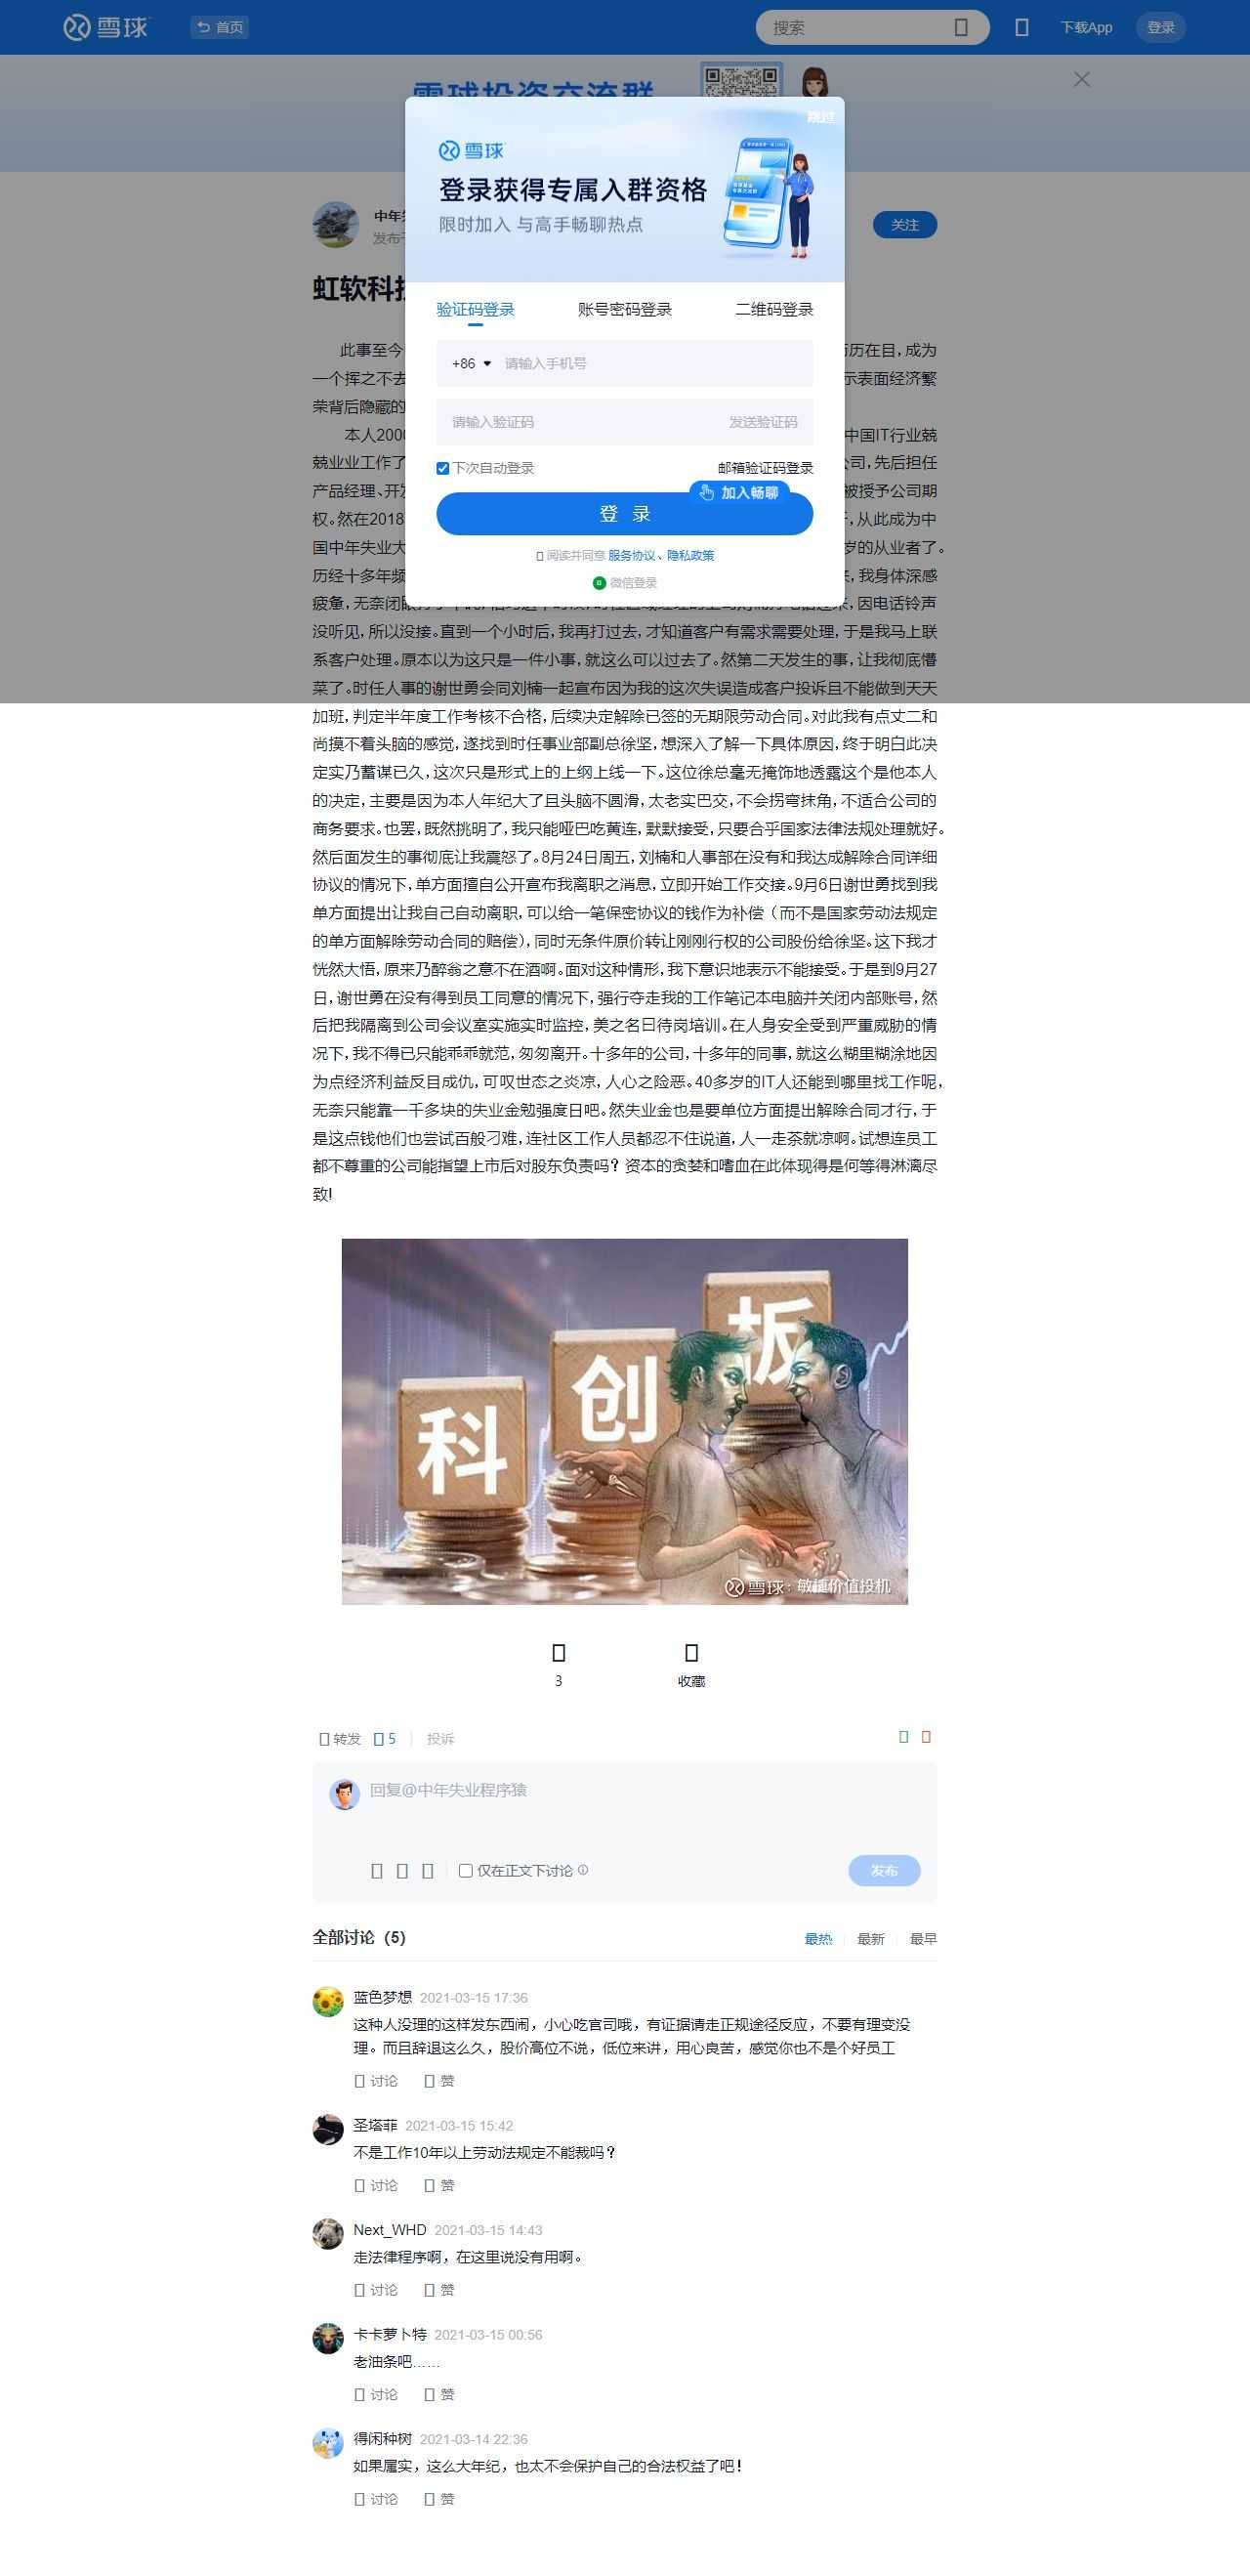 雪球
首页
搜索
下载App
登录
雪球投资交流群
跳过
雪球
登录获得专属入群资格
限时加入 与高手畅聊热点
中年失
发布于
关注
虹软科技
验证码登录
账号密码登录
二维码登录
+86
请输入手机号
请输入验证码
发送验证码
下次自动登录
邮箱验证码登录
加入畅聊
登 录
阅读并同意 服务协议、隐私政策
微信登录
此事至今
历历在目,成为
一个挥之不去
示表面经济繁
荣背后隐藏的
本人2000
中国IT行业兢
兢业业工作了
公司,先后担任
产品经理、开发
被授予公司期
权。然在2018
,从此成为中
国中年失业大
岁的从业者了。
历经十多年频
,我身体深感
疲惫,无奈闭眼
,因电话铃声
没听见,所以没接。直到一个小时后,我再打过去,才知道客户有需求需要处理,于是我马上联
系客户处理。原本以为这只是一件小事,就这么可以过去了。然第二天发生的事,让我彻底懵
菜了。时任人事的谢世勇会同刘楠一起宣布因为我的这次失误造成客户投诉且不能做到天天
加班,判定半年度工作考核不合格,后续决定解除已签的无期限劳动合同。对此我有点丈二和
尚摸不着头脑的感觉,遂找到时任事业部副总徐坚,想深入了解一下具体原因,终于明白此决
定实乃蓄谋已久,这次只是形式上的上纲上线一下。这位徐总毫无掩饰地透露这个是他本人
的决定,主要是因为本人年纪大了且头脑不圆滑,太老实巴交,不会拐弯抹角,不适合公司的
商务要求。也罢,既然挑明了,我只能哑巴吃黄连,默默接受,只要合乎国家法律法规处理就好。
然后面发生的事彻底让我震怒了。8月24日周五,刘楠和人事部在没有和我达成解除合同详细
协议的情况下,单方面擅自公开宣布我离职之消息,立即开始工作交接。9月6日谢世勇找到我
单方面提出让我自己自动离职,可以给一笔保密协议的钱作为补偿（而不是国家劳动法规定
的单方面解除劳动合同的赔偿）,同时无条件原价转让刚刚行权的公司股份给徐坚。这下我才
恍然大悟,原来乃醉翁之意不在酒啊。面对这种情形,我下意识地表示不能接受。于是到9月27
日,谢世勇在没有得到员工同意的情况下,强行夺走我的工作笔记本电脑并关闭内部账号,然
后把我隔离到公司会议室实施实时监控,美之名曰待岗培训。在人身安全受到严重威胁的情
况下,我不得已只能乖乖就范,匆匆离开。十多年的公司,十多年的同事,就这么糊里糊涂地因
为点经济利益反目成仇,可叹世态之炎凉,人心之险恶。40多岁的IT人还能到哪里找工作呢,
无奈只能靠一千多块的失业金勉强度日吧。然失业金也是要单位方面提出解除合同才行,于
是这点钱他们也尝试百般刁难,连社区工作人员都忍不住说道,人一走茶就凉啊。试想连员工
都不尊重的公司能指望上市后对股东负责吗？资本的贪婪和嗜血在此体现得是何等得淋漓尽
致!
科创板
雪球:敏捷价值投机
3
收藏
转发 5 投诉
回复@中年失业程序猿
仅在正文下讨论
发布
全部讨论（5）
最热 最新 最早
蓝色梦想 2021-03-15 17:36
这种人没理的这样发东西闹，小心吃官司哦，有证据请走正规途径反应，不要有理变没
理。而且辞退这么久，股价高位不说，低位来讲，用心良苦，感觉你也不是个好员工
讨论 赞
圣塔菲 2021-03-15 15:42
不是工作10年以上劳动法规定不能裁吗？
讨论 赞
Next_WHD 2021-03-15 14:43
走法律程序啊，在这里说没有用啊。
讨论 赞
卡卡萝卜特 2021-03-15 00:56
老油条吧……
讨论 赞
得闲种树 2021-03-14 22:36
如果属实，这么大年纪，也太不会保护自己的合法权益了吧！
讨论 赞